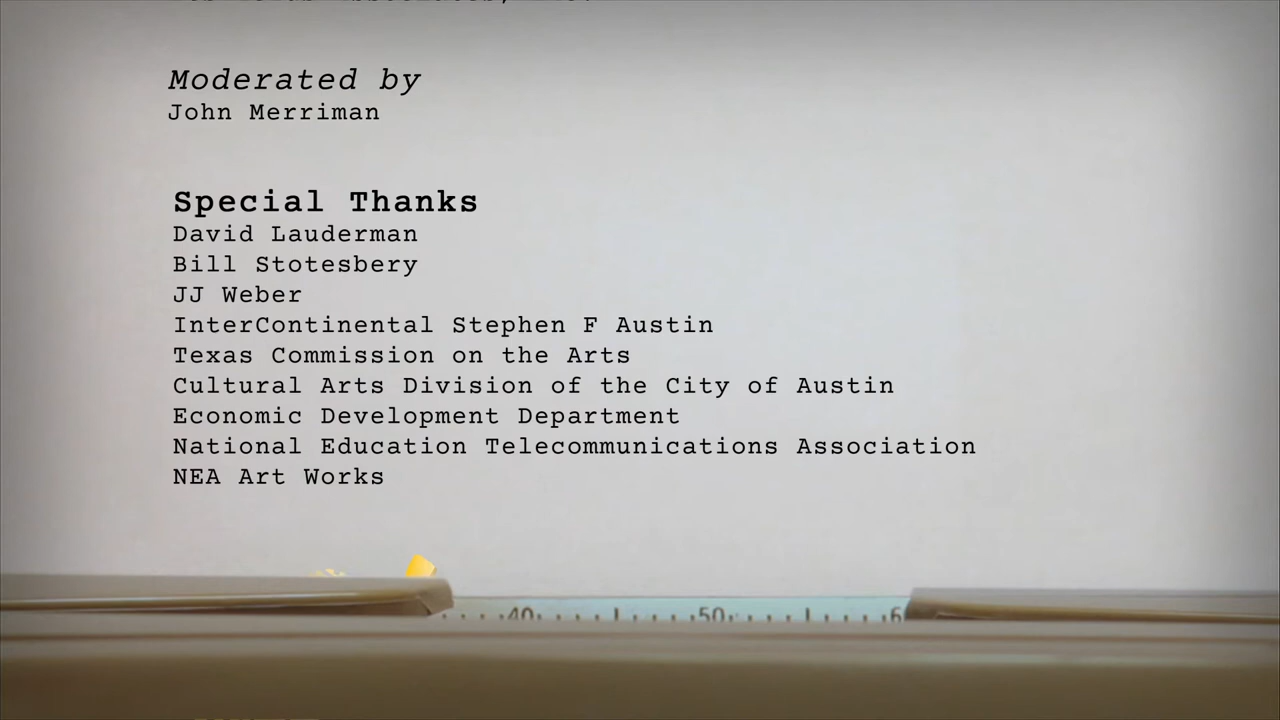 Moderated by
John Merriman
Special Thanks
David Lauderman
Bill Stotesbery
JJ Weber
InterContinental Stephen F Austin
Texas Commission on the Arts
Cultural Arts Division of the City of Austin
Economic Development Department
National Education Telecommunications Association
NEA Art Works
40 50